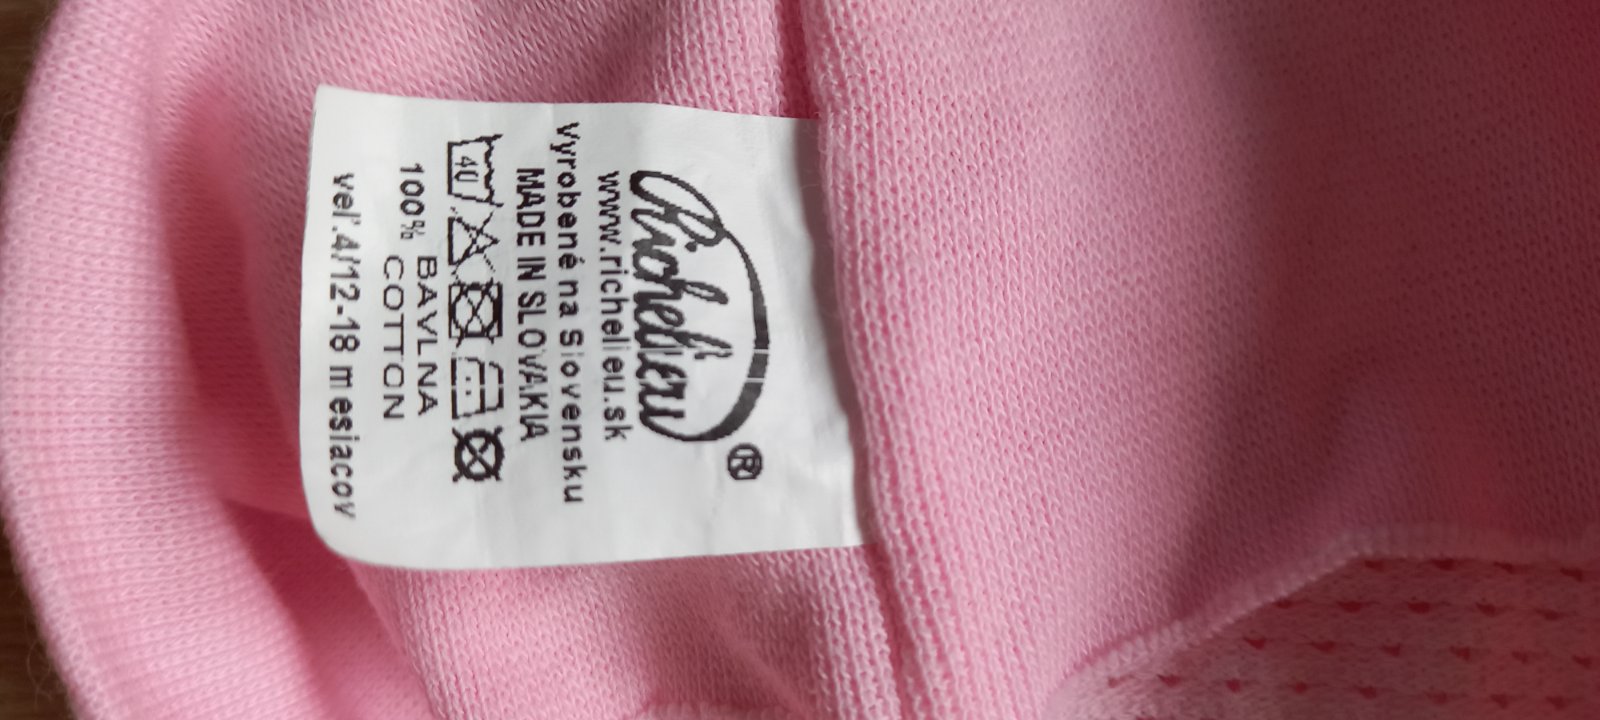 Richelieu ®
www.richelieu.sk
Vyrobené na Slovensku
MADE IN SLOVAKIA
40
100% BAVLNA
COTTON
veľ.4/12-18 mesiacov